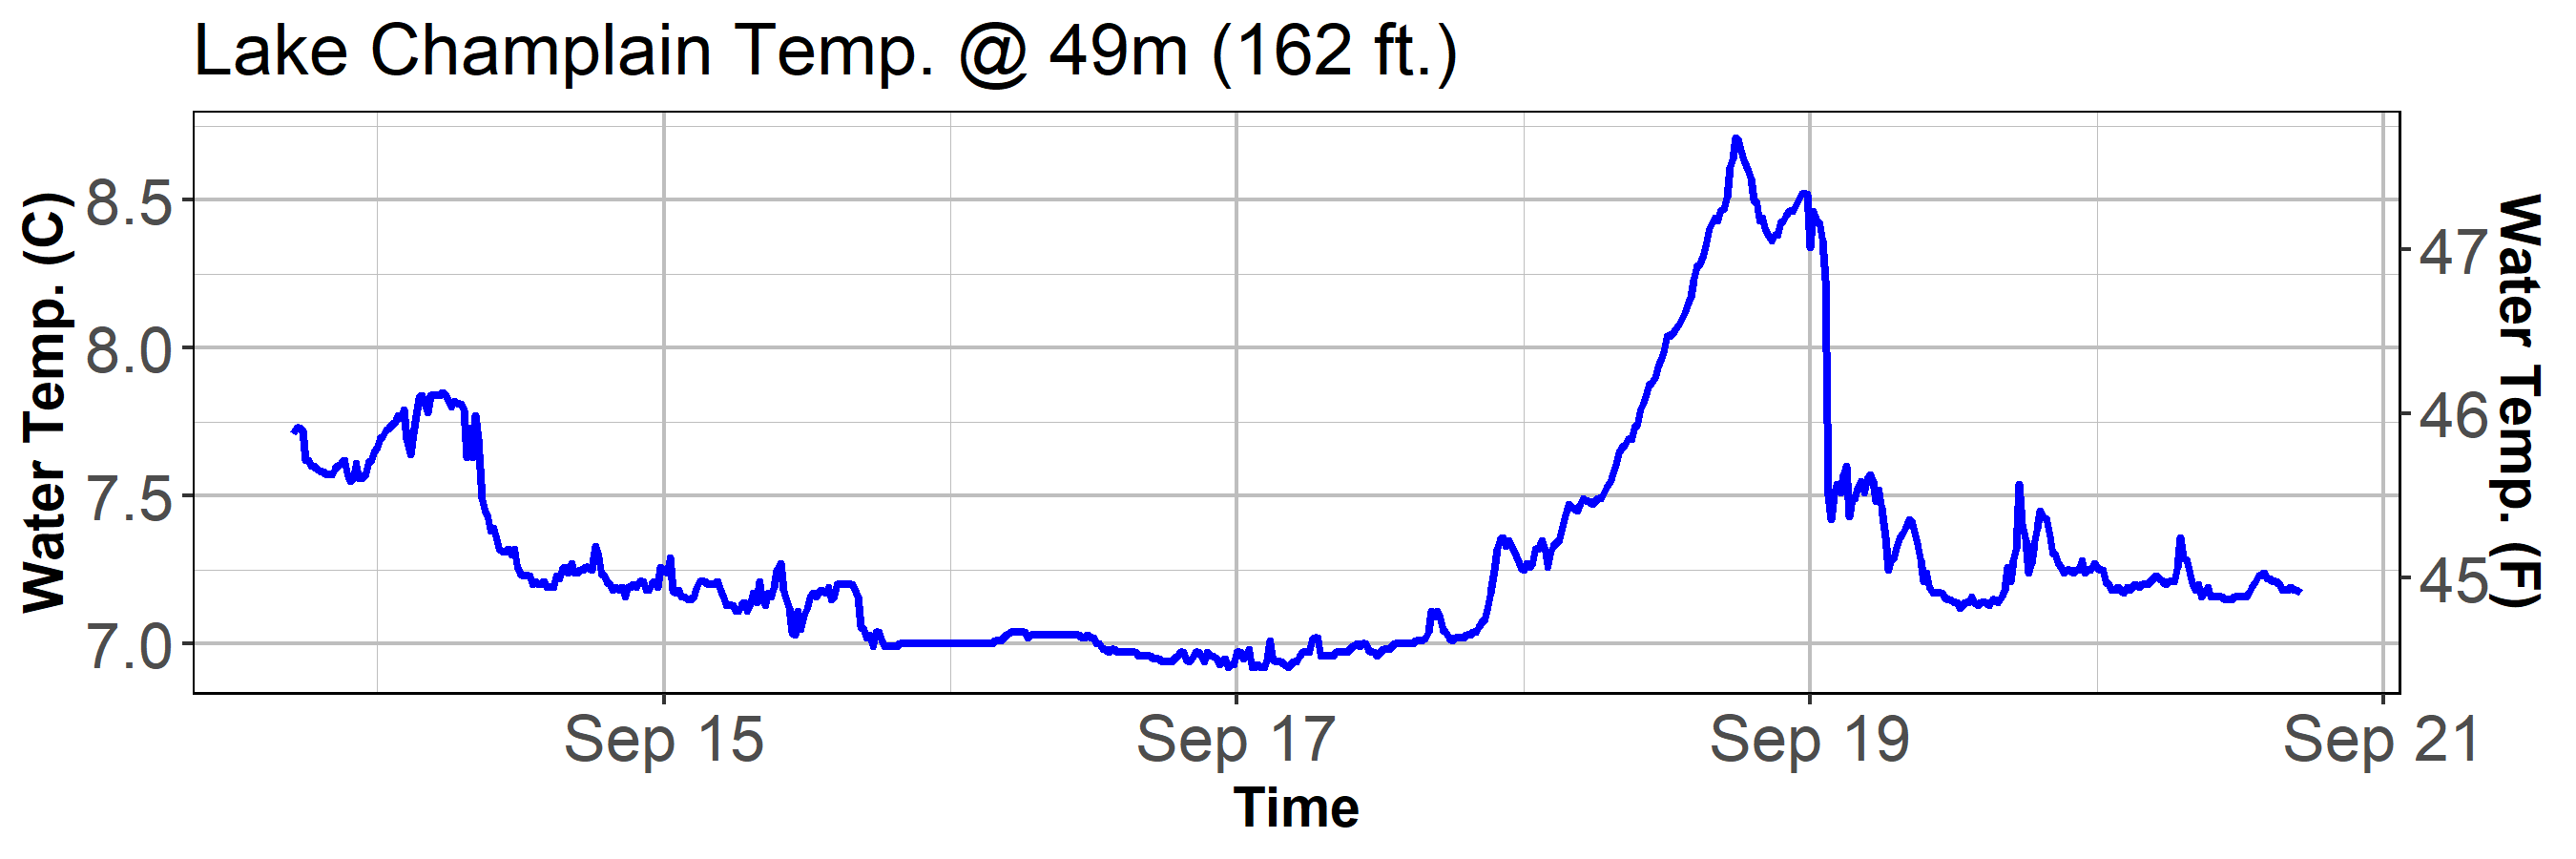 Lake Champlain Temp. @ 49m (162 ft.)
Water Temp. (C)
8.5
8.0
7.5
7.0
47
46
45
Water Temp. (F)
Sep 15 Sep 17 Sep 19 Sep 21
Time